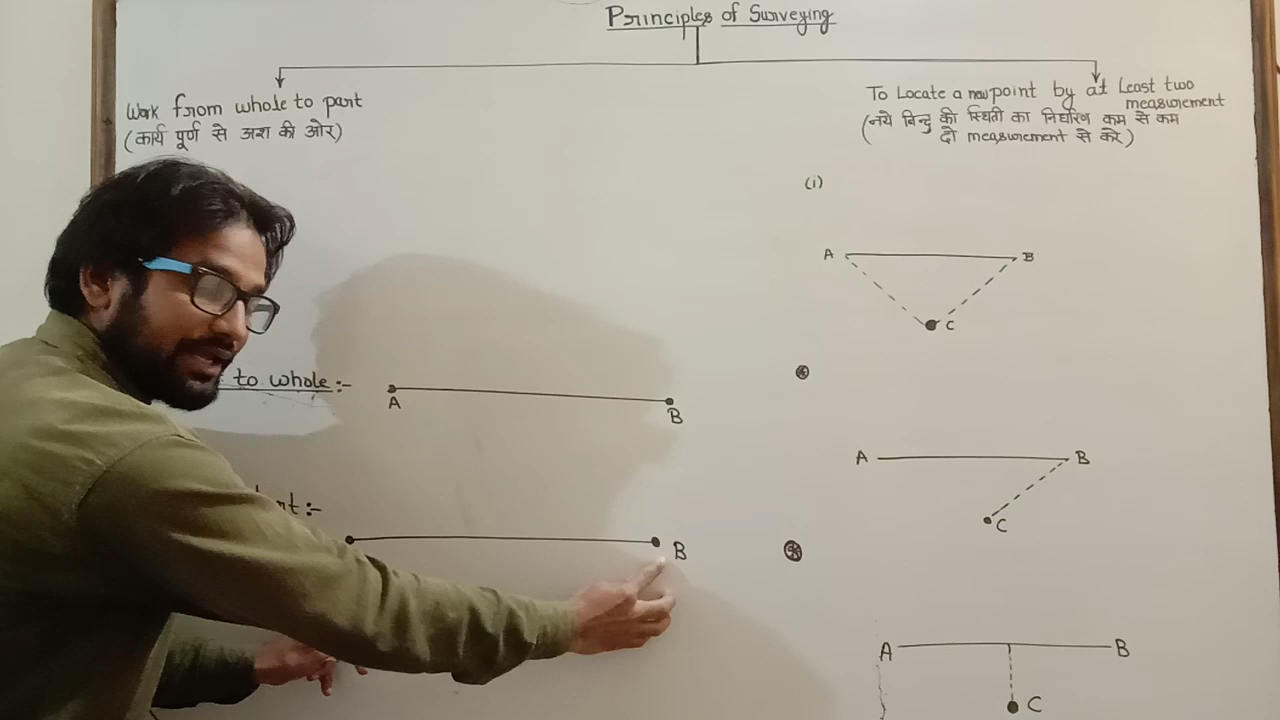 Principles of Surveying
Work from whole to part
(कार्य पूर्ण से अश की ओर)
To Locate a new point by at Least two
measurement
(नये बिन्दु की स्थिती का निर्धारण कम से कम
दो measurement से करे)
(i)
A B
C
to whole:-
A
B
A B
C
B
A B
C